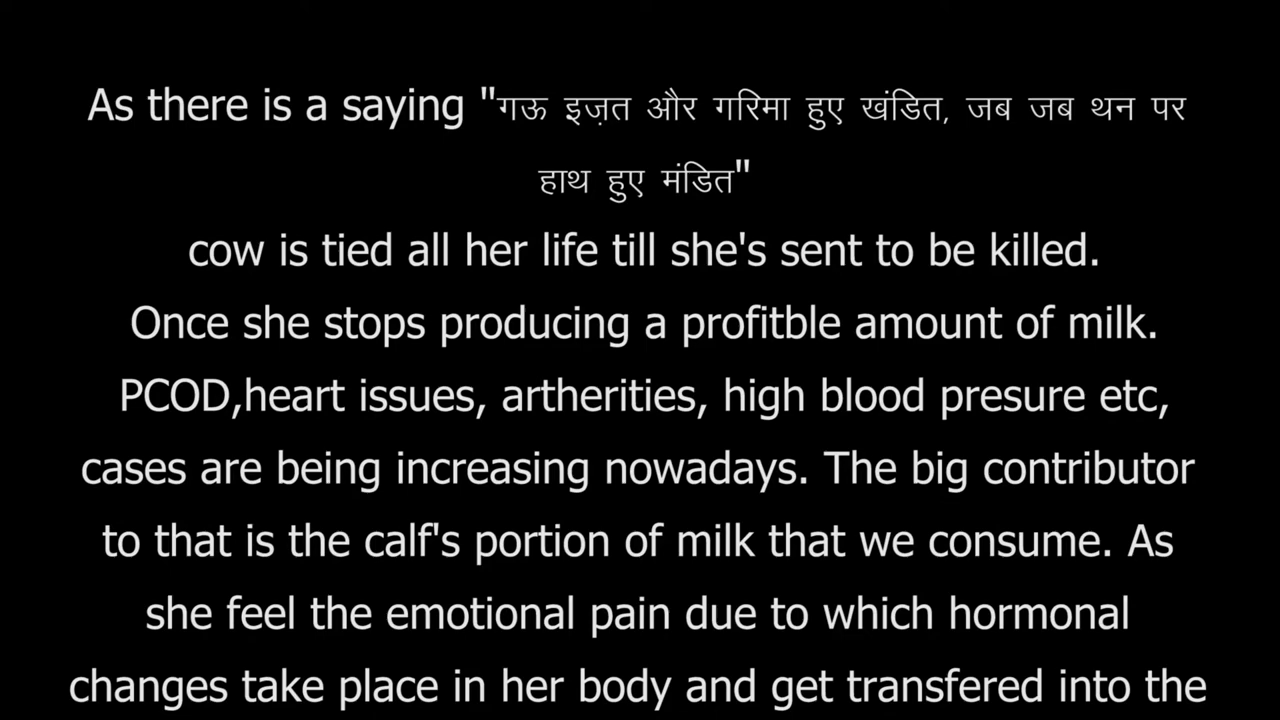 As there is a saying "गऊ इज़त और गरिमा हुए खंडित, जब जब थन पर
हाथ हुए मंडित"
cow is tied all her life till she's sent to be killed.
Once she stops producing a profitble amount of milk.
PCOD,heart issues, artherities, high blood presure etc,
cases are being increasing nowadays. The big contributor
to that is the calf's portion of milk that we consume. As
she feel the emotional pain due to which hormonal
changes take place in her body and get transfered into the